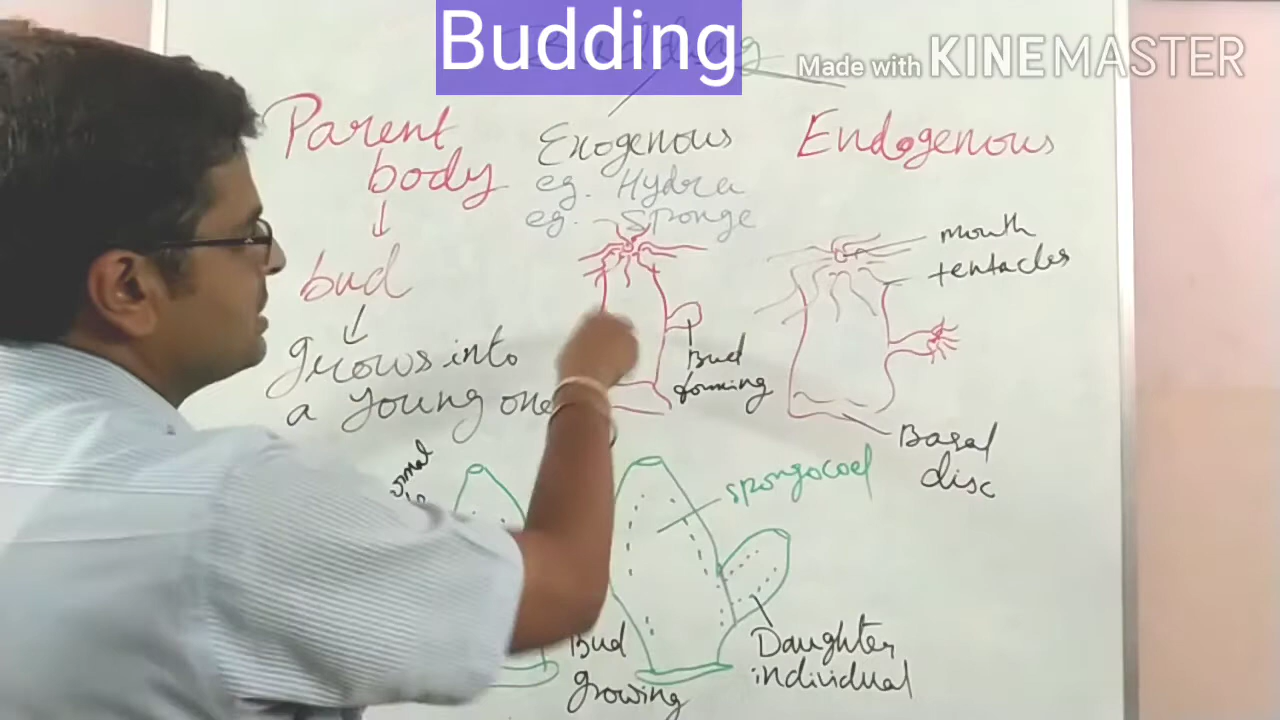 Budding
Made with KINEMASTER
Budding
Parent
body
↓
bud
↓
grows into
a young one
Exogenous
eg. Hydra
eg. Sponge
Endogenous
mouth
tentacles
Bud
forming
Basal
disc
spongocoel
Bud
growing
Daughter
individual